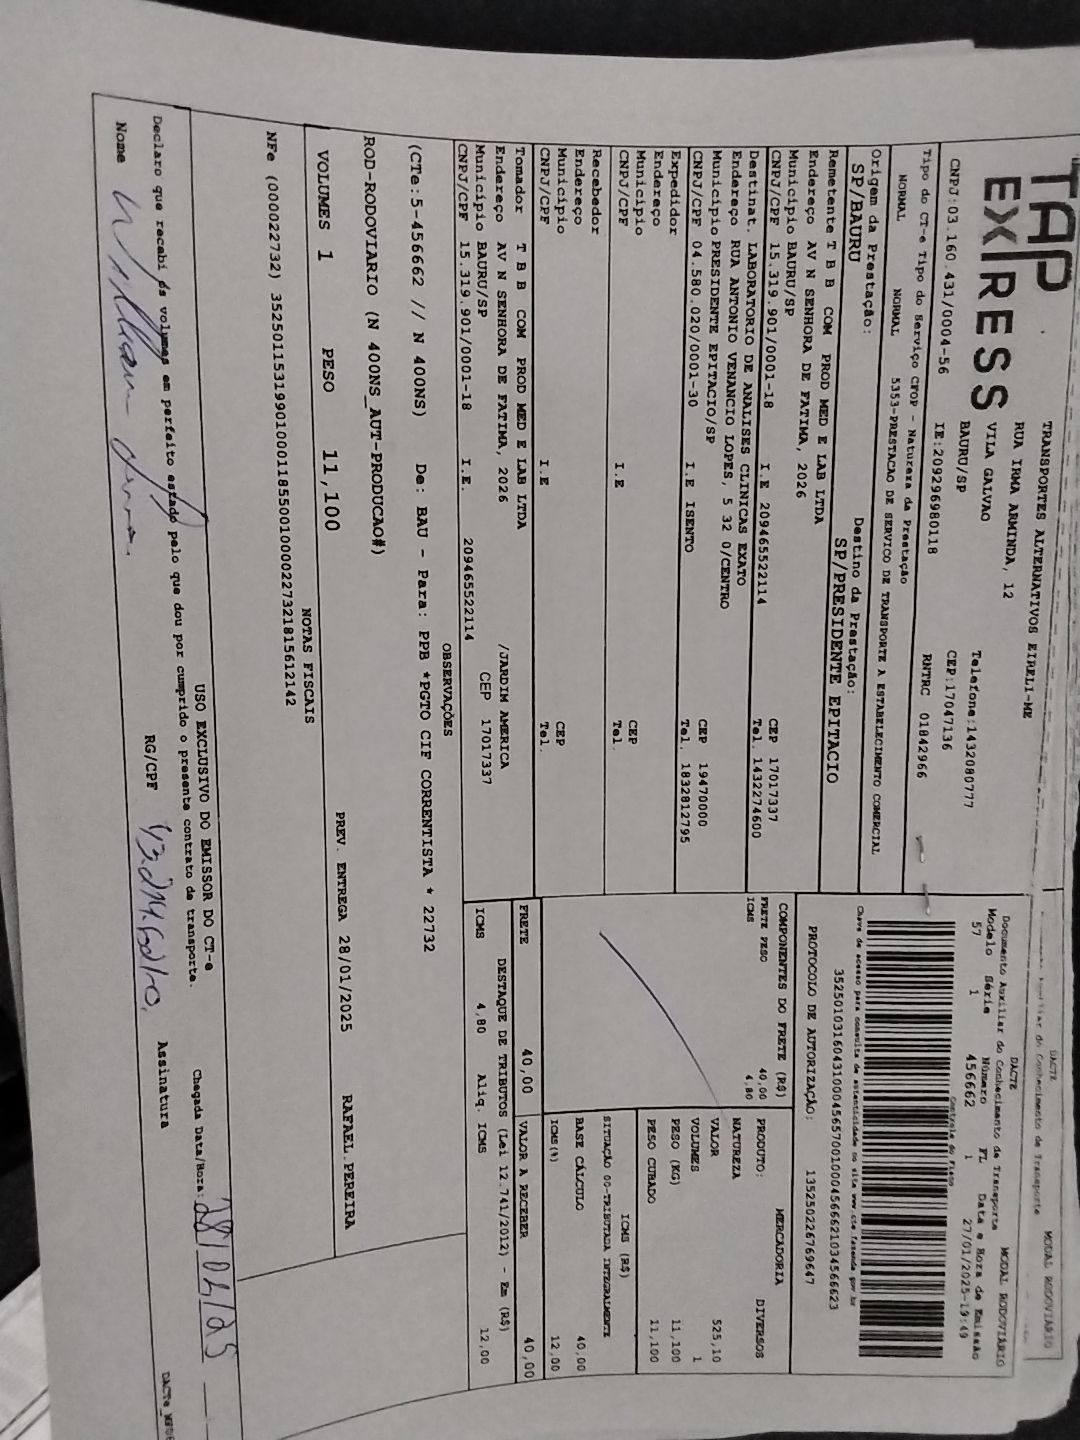 TAP
EXPRESS
TRANSPORTES ALTERNATIVOS EIRELI-ME
RUA IRMA ARMINDA, 12
VILA GALVAO
BAURU/SP
Telefone:1432080777
CEP:17047136
CNPJ:03.160.431/0004-56 IE:209296980118 RNTRC 01842966
DACTE MODAL RODOVIARIO
Documento Auxiliar do Conhecimento de Transporte
Modelo Série Número FL Data e Hora de Emissão
57 1 456662 1 27/01/2025-19:49
Controle do Fisco
Chave de acesso para consulta de autenticidade no site www.cte.fazenda.gov.br
35250103160431000456570010004566621034566623
PROTOCOLO DE AUTORIZAÇÃO: 135250226769647
Tipo do CT-e Tipo do Serviço CFOP - Natureza da Prestação
NORMAL NORMAL 5353-PRESTACAO DE SERVICO DE TRANSPORTE A ESTABELECIMENTO COMERCIAL
Origem da Prestação: Destino da Prestação:
SP/BAURU SP/PRESIDENTE EPITACIO
Remetente T B B COM PROD MED E LAB LTDA
Endereço AV N SENHORA DE FATIMA, 2026
Município BAURU/SP CEP 17017337
CNPJ/CPF 15.319.901/0001-18 I.E 209465522114 Tel. 1432274600
Destinat. LABORATORIO DE ANALISES CLINICAS EXATO
Endereço RUA ANTONIO VENANCIO LOPES, 5 32 0/CENTRO
Município PRESIDENTE EPITACIO/SP CEP 19470000
CNPJ/CPF 04.580.020/0001-30 I.E ISENTO Tel. 1832812795
Expedidor
Endereço
Município CEP
CNPJ/CPF I.E Tel.
Recebedor
Endereço
Município CEP
CNPJ/CPF I.E Tel.
Tomador T B B COM PROD MED E LAB LTDA
Endereço AV N SENHORA DE FATIMA, 2026 /JARDIM AMERICA
Município BAURU/SP CEP 17017337
CNPJ/CPF 15.319.901/0001-18 I.E. 209465522114
COMPONENTES DO FRETE (R$)
FRETE PESO 40,00
ICMS 4,80
PRODUTO: MERCADORIA DIVERSOS
NATUREZA
VALOR 525,10
VOLUMES 1
PESO (KG) 11,100
PESO CUBADO 11,100
ICMS (R$)
SITUAÇÃO 00-TRIBUTADA INTEGRALMENTE
BASE CÁLCULO 40,00
ICMS(%) 12,00
FRETE 40,00 VALOR A RECEBER 40,00
DESTAQUE DE TRIBUTOS (Lei 12.741/2012) - Em (R$)
ICMS 4,80 Aliq. ICMS 12,00
OBSERVAÇÕES
(CTe:5-456662 // N 400NS) De: BAU - Para: PPB *PGTO CIF CORRENTISTA * 22732
ROD-RODOVIARIO (N 400NS_AUT-PRODUCAO#)
VOLUMES 1 PESO 11,100 PREV. ENTREGA 28/01/2025 RAFAEL.PEREIRA
NOTAS FISCAIS
NFe (000022732) 35250115319901000118550010000227321815612142
USO EXCLUSIVO DO EMISSOR DO CT-e
Declaro que recebi os volumes em perfeito estado pelo que dou por cumprido o presente contrato de transporte.
Chegada Data/Hora: 28/01/25
Nome RG/CPF Assinatura